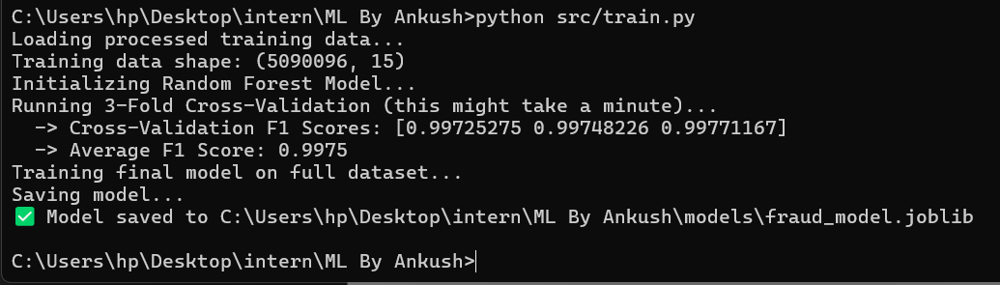 C:\Users\hp\Desktop\intern\ML By Ankush>python src/train.py
Loading processed training data...
Training data shape: (5090096, 15)
Initializing Random Forest Model...
Running 3-Fold Cross-Validation (this might take a minute)...
  -> Cross-Validation F1 Scores: [0.99725275 0.99748226 0.99771167]
  -> Average F1 Score: 0.9975
Training final model on full dataset...
Saving model...
✅ Model saved to C:\Users\hp\Desktop\intern\ML By Ankush\models\fraud_model.joblib
C:\Users\hp\Desktop\intern\ML By Ankush>